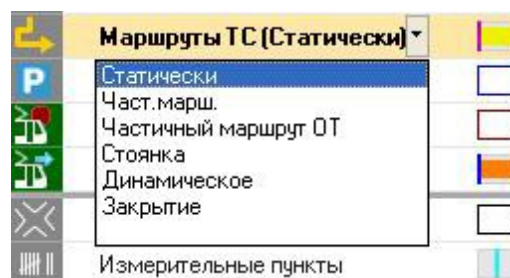 Маршруты ТС (Статически)
P
Статически
Част.марш.
Частичный маршрут ОТ
Стоянка
Динамическое
Закрытие
Измерительные пункты